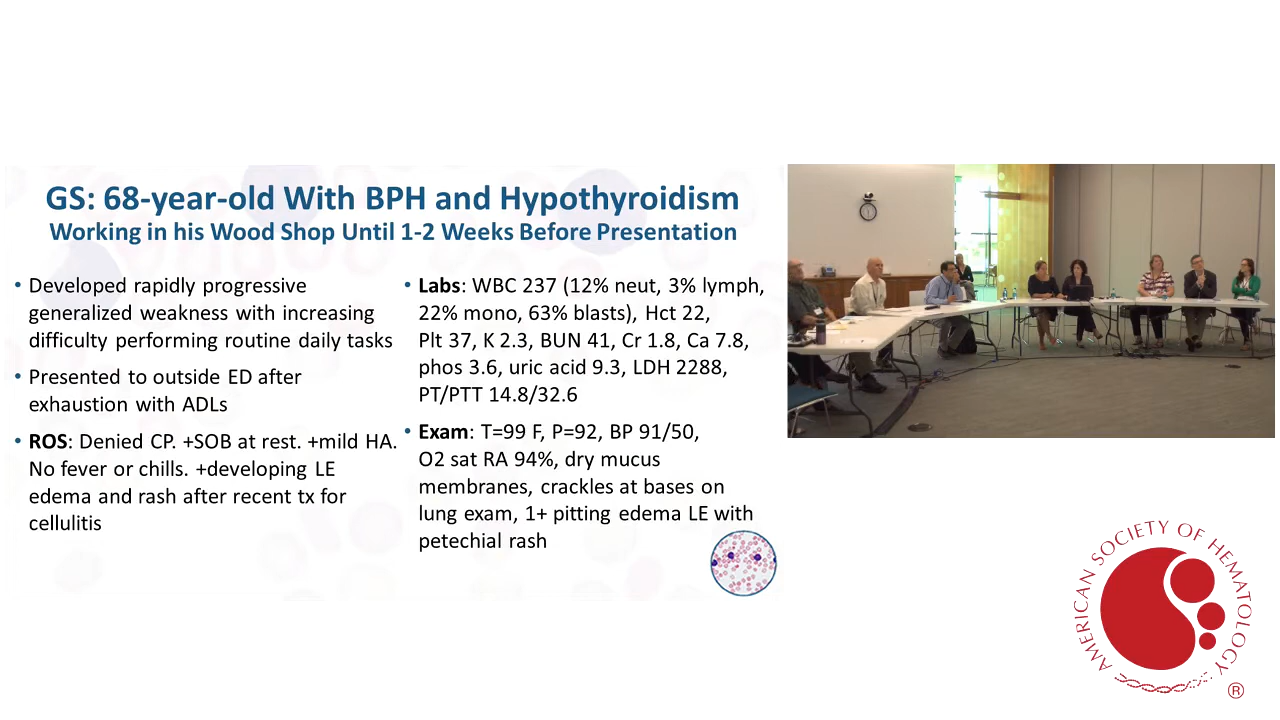 GS: 68-year-old With BPH and Hypothyroidism
Working in his Wood Shop Until 1-2 Weeks Before Presentation
• Developed rapidly progressive
generalized weakness with increasing
difficulty performing routine daily tasks
• Presented to outside ED after
exhaustion with ADLs
• ROS: Denied CP. +SOB at rest. +mild HA.
No fever or chills. +developing LE
edema and rash after recent tx for
cellulitis
• Labs: WBC 237 (12% neut, 3% lymph,
22% mono, 63% blasts), Hct 22,
Plt 37, K 2.3, BUN 41, Cr 1.8, Ca 7.8,
phos 3.6, uric acid 9.3, LDH 2288,
PT/PTT 14.8/32.6
• Exam: T=99 F, P=92, BP 91/50,
O2 sat RA 94%, dry mucus
membranes, crackles at bases on
lung exam, 1+ pitting edema LE with
petechial rash
AMERICAN SOCIETY OF HEMATOLOGY
®